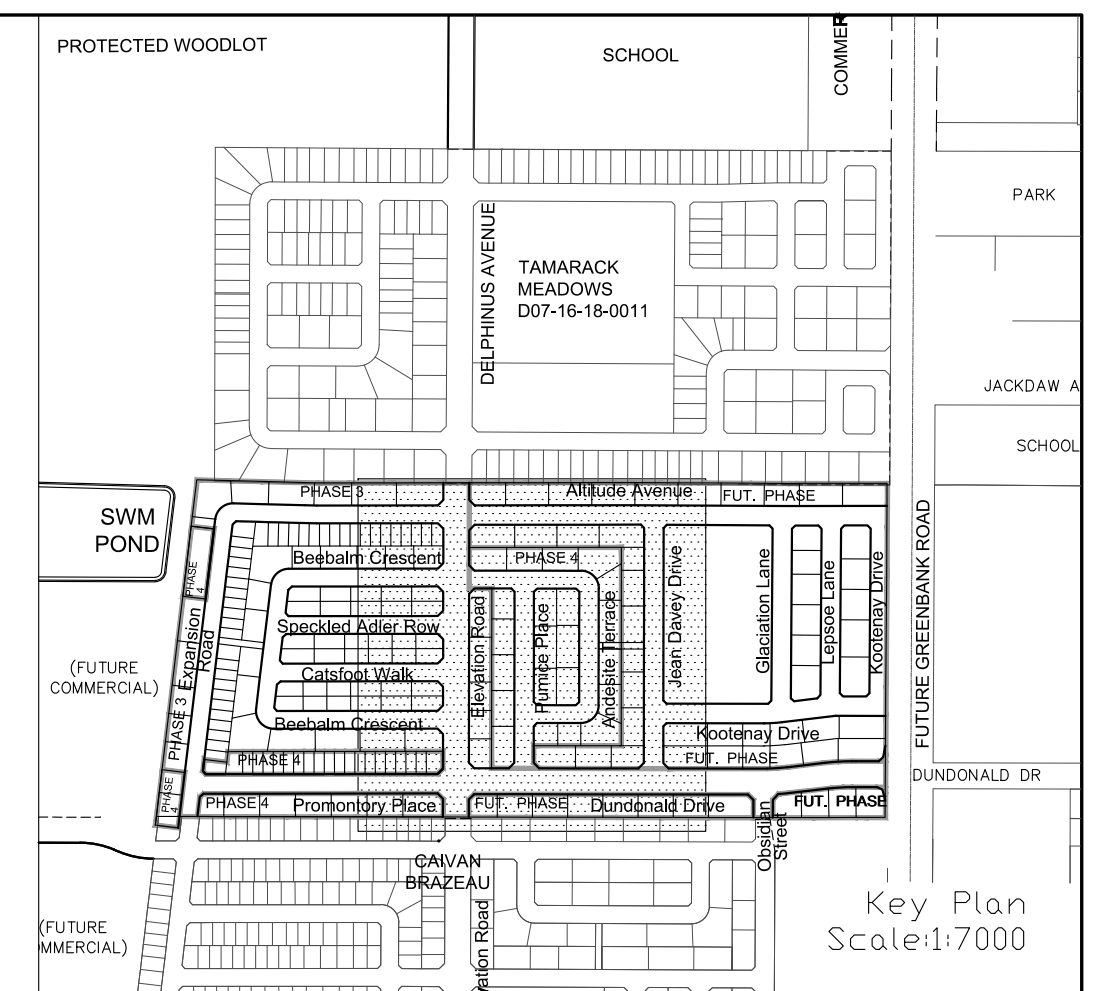 PROTECTED WOODLOT
SCHOOL
COMMER
PARK
DELPHINUS AVENUE
TAMARACK
MEADOWS
D07-16-18-0011
JACKDAW A
SCHOOL
SWM
POND
PHASE 3
Altitude Avenue
FUT. PHASE
Beebalm Crescent
PHASE 4
PHASE
4
Speckled Adler Row
Expansion
Road
Elevation Road
Pumice Place
Andesite Terrace
Jean Davey Drive
Glaciation Lane
Lepsoe Lane
Kootenay Drive
FUTURE GREENBANK ROAD
(FUTURE
COMMERCIAL)
Catsfoot Walk
PHASE 3
Beebalm Crescent
Kootenay Drive
PHASE 4
FUT. PHASE
DUNDONALD DR
PHASE
4
PHASE 4
Promontory Place
FUT. PHASE
Dundonald Drive
FUT. PHASE
Obsidian
Street
CAIVAN
BRAZEAU
Key Plan
Scale:1:7000
(FUTURE
MMERCIAL)
vation Road